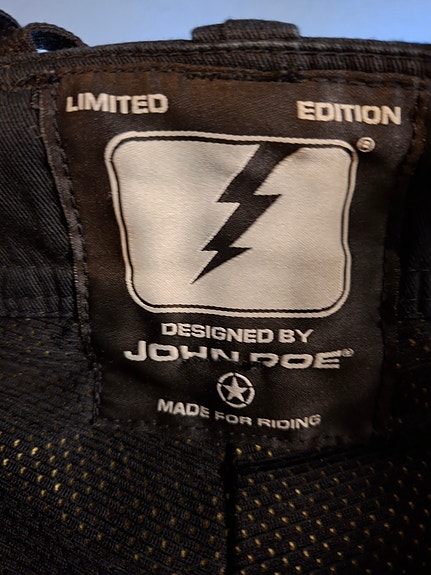 LIMITED EDITION
®
DESIGNED BY
JOHN DOE®
MADE FOR RIDING